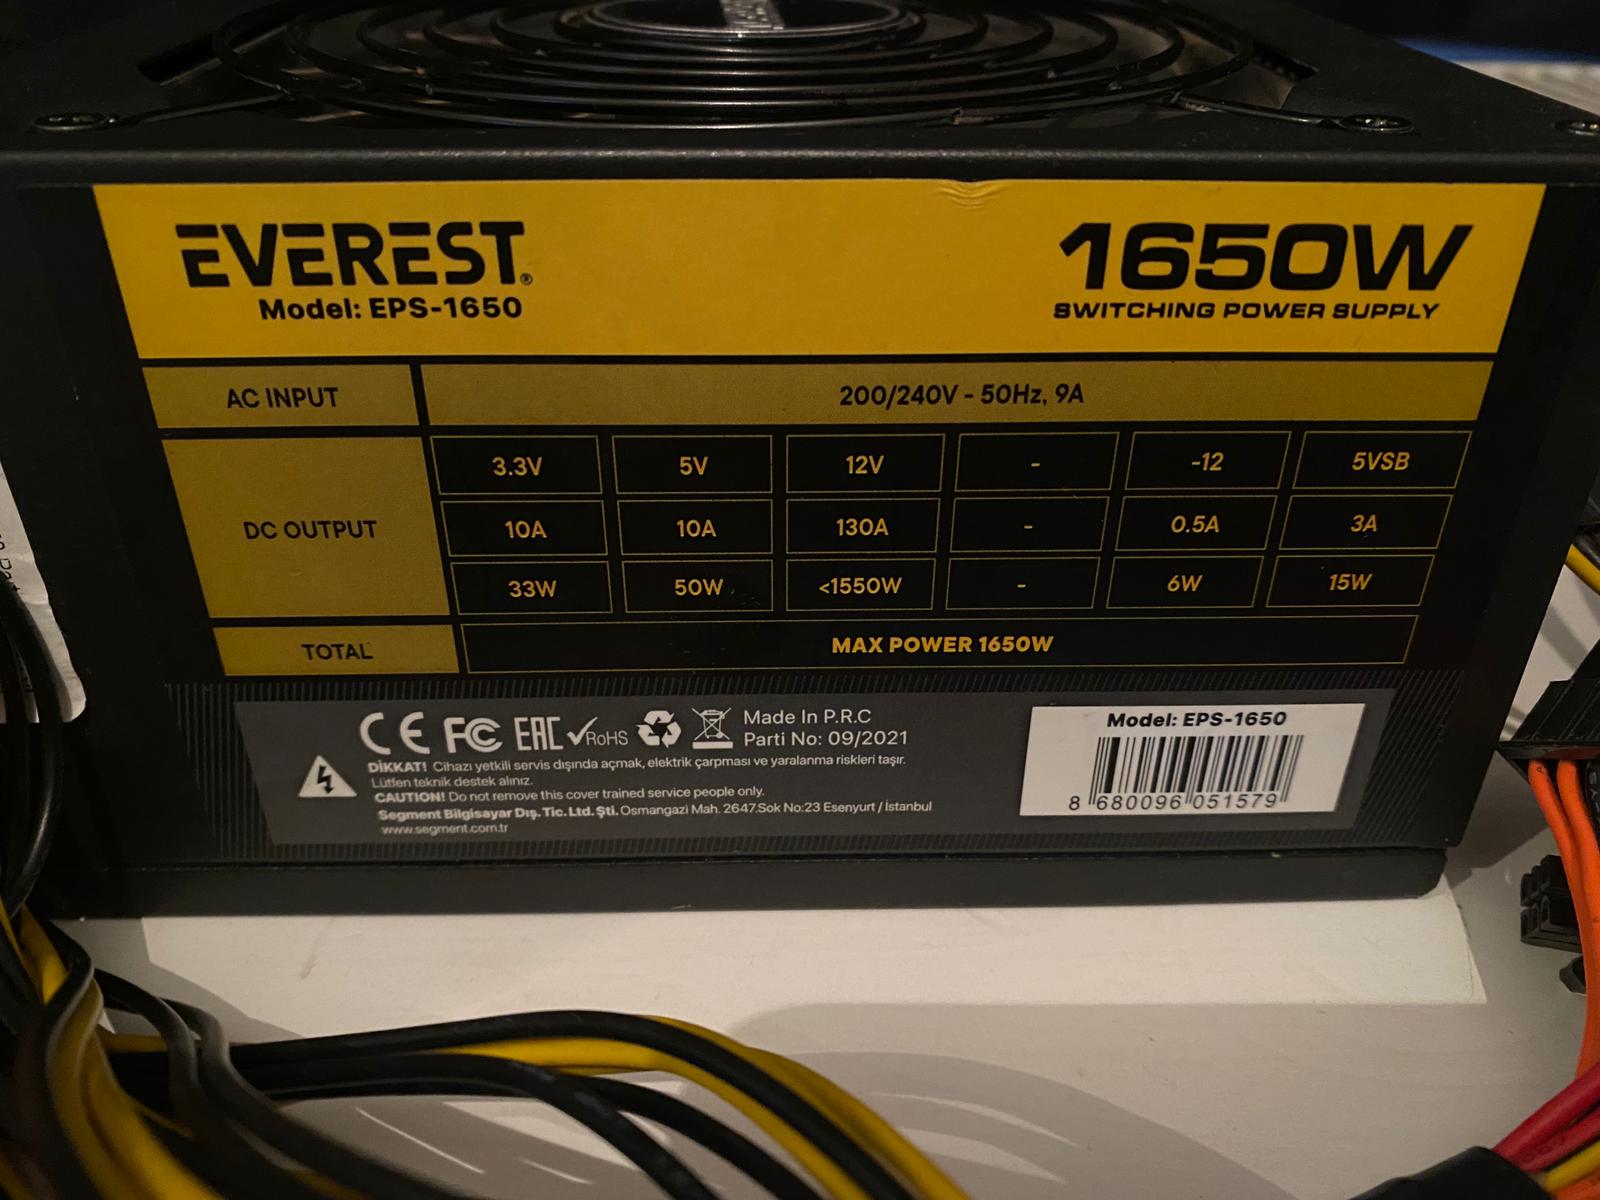 EVEREST®
Model: EPS-1650
1650W
SWITCHING POWER SUPPLY
AC INPUT 200/240V - 50Hz, 9A
DC OUTPUT
3.3V 5V 12V - -12 5VSB
10A 10A 130A - 0.5A 3A
33W 50W <1550W - 6W 15W
TOTAL MAX POWER 1650W
CE FC EAC RoHS
Made In P.R.C
Parti No: 09/2021
DİKKAT! Cihazı yetkili servis dışında açmak, elektrik çarpması ve yaralanma riskleri taşır.
Lütfen teknik destek alınız.
CAUTION! Do not remove this cover trained service people only.
Segment Bilgisayar Dış. Tic. Ltd. Şti. Osmangazi Mah. 2647.Sok No:23 Esenyurt / İstanbul
www.segment.com.tr
Model: EPS-1650
8 680096 051579